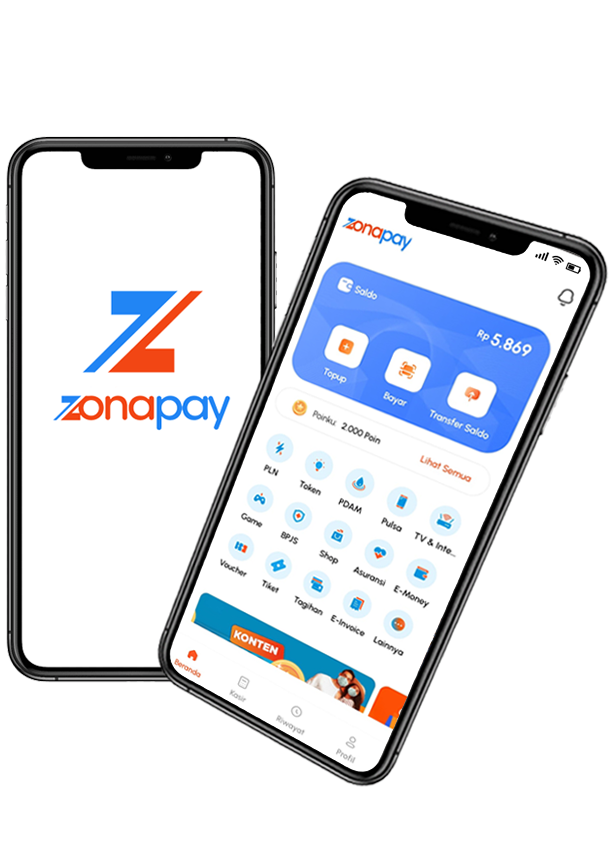 zonapay
zonapay
Saldo
Rp 5.869
Topup
Bayar
Transfer Saldo
Poinku: 2.000 Poin
Lihat Semua
PLN
Token
PDAM
Pulsa
TV & Inte...
Game
BPJS
Shop
Asuransi
E-Money
Voucher
Tiket
Tagihan
E-Invoice
Lainnya
KONTEN
Beranda
Kasir
Riwayat
Profil